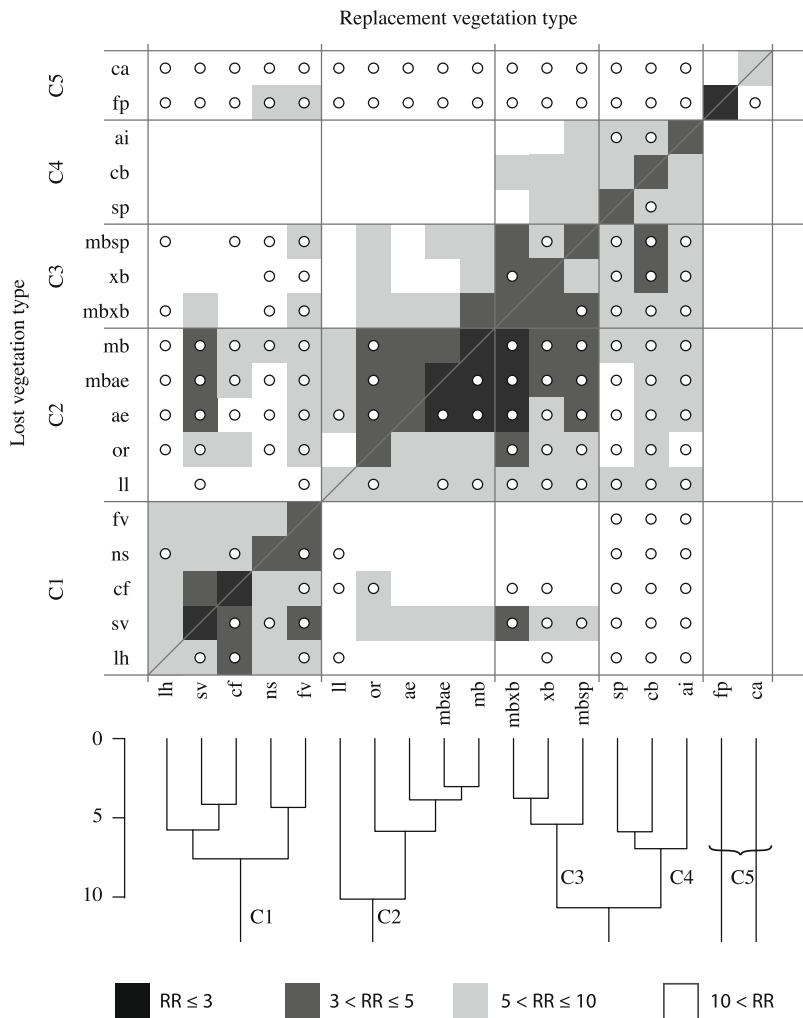 Replacement vegetation type
Lost vegetation type
C5
ca
fp
C4
ai
cb
sp
C3
mbsp
xb
mbxb
C2
mb
mbae
ae
or
ll
C1
fv
ns
cf
sv
lh
lh sv cf ns fv ll or ae mbae mb mbxb xb mbsp sp cb ai fp ca
0
5
10
C1 C2 C3 C4 C5
RR ≤ 3 3 < RR ≤ 5 5 < RR ≤ 10 10 < RR